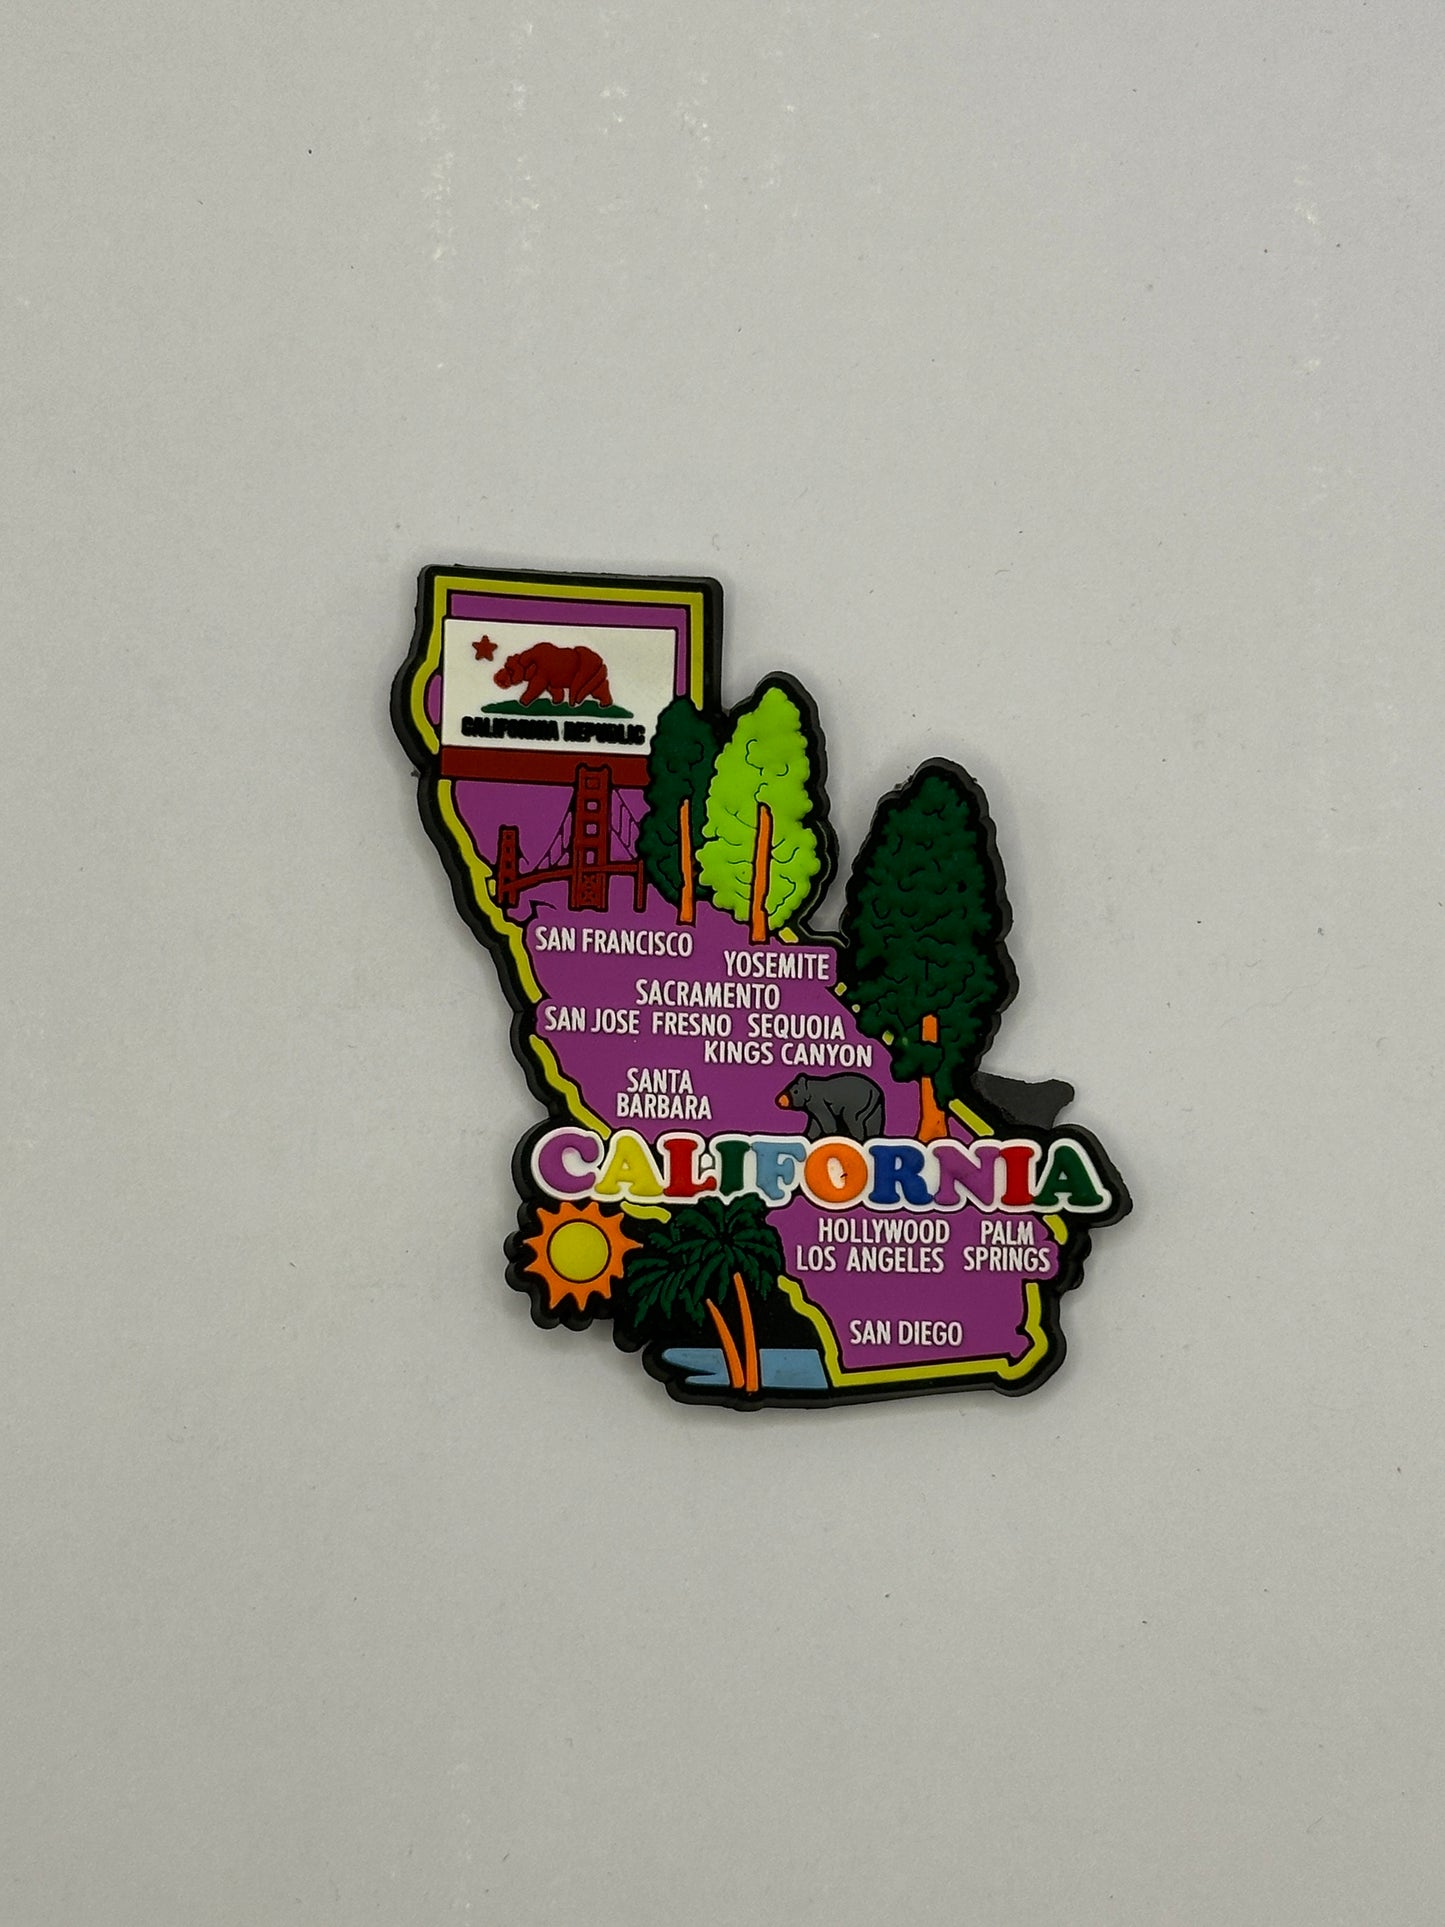 CALIFORNIA REPUBLIC
SAN FRANCISCO
YOSEMITE
SACRAMENTO
SAN JOSE FRESNO SEQUOIA
KINGS CANYON
SANTA
BARBARA
CALIFORNIA
HOLLYWOOD PALM
LOS ANGELES SPRINGS
SAN DIEGO